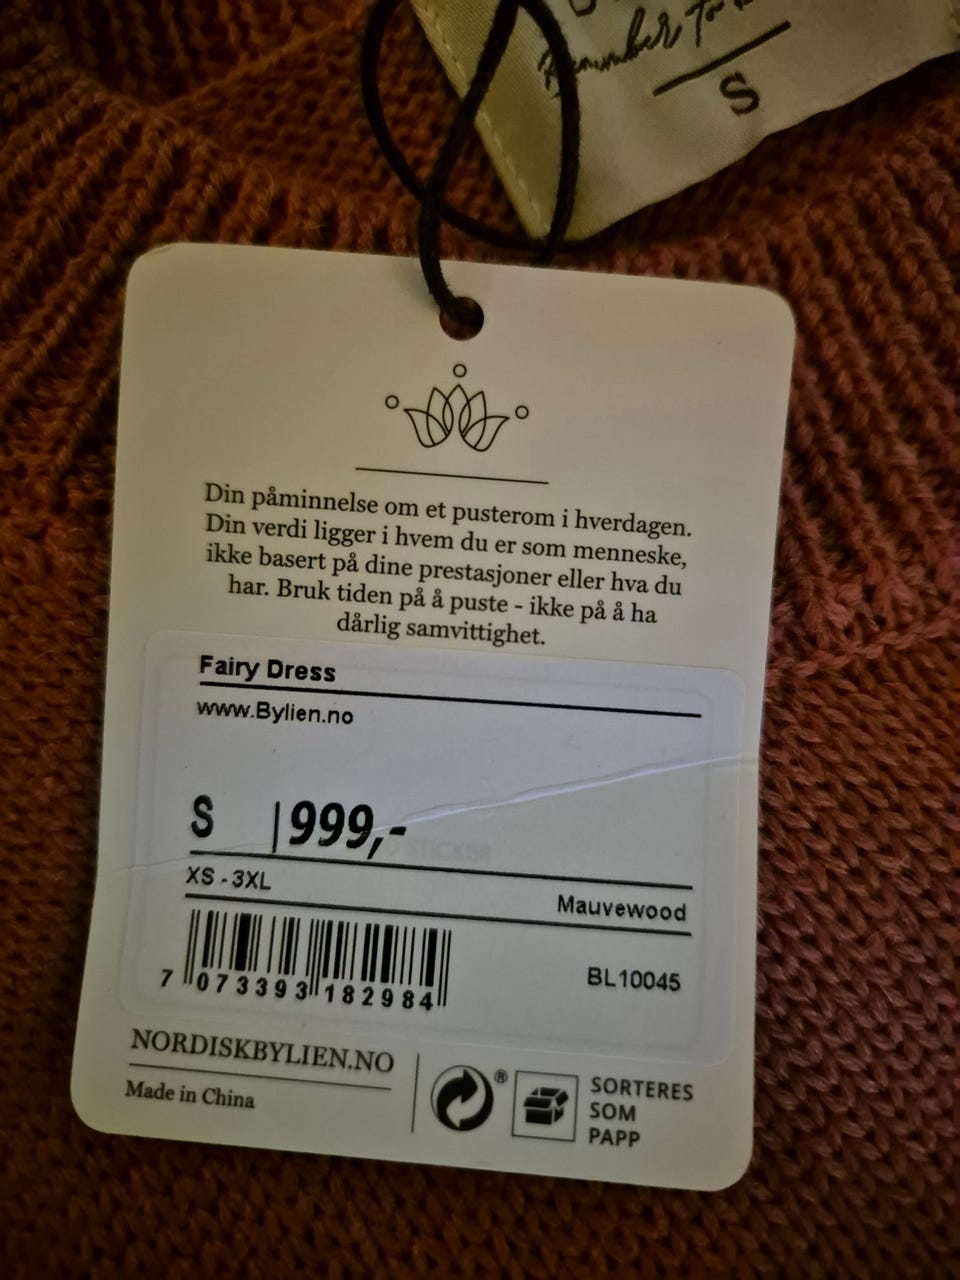 Remember To
S
Din påminnelse om et pusterom i hverdagen.
Din verdi ligger i hvem du er som menneske,
ikke basert på dine prestasjoner eller hva du
har. Bruk tiden på å puste - ikke på å ha
dårlig samvittighet.
Fairy Dress
www.Bylien.no
S |999,-
XS - 3XL
Mauvewood
7 073393 182984
BL10045
NORDISKBYLIEN.NO
Made in China
®
SORTERES
SOM
PAPP